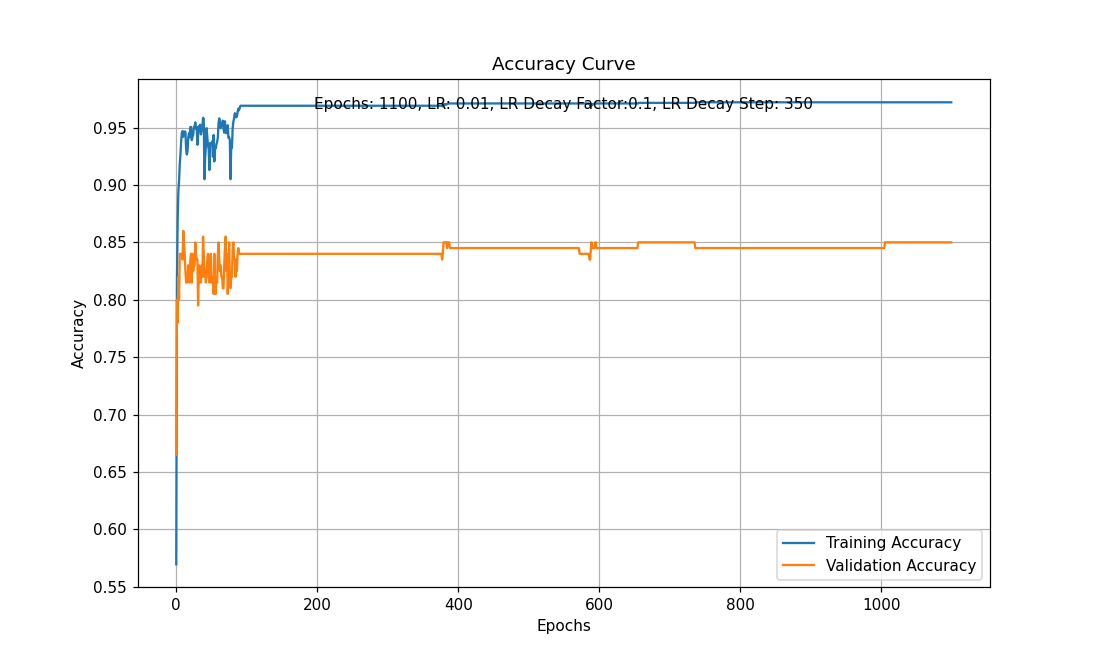 Accuracy Curve
Epochs: 1100, LR: 0.01, LR Decay Factor:0.1, LR Decay Step: 350
0.95
0.90
0.85
0.80
0.75
0.70
0.65
0.60
0.55
Accuracy
Training Accuracy
Validation Accuracy
0 200 400 600 800 1000
Epochs